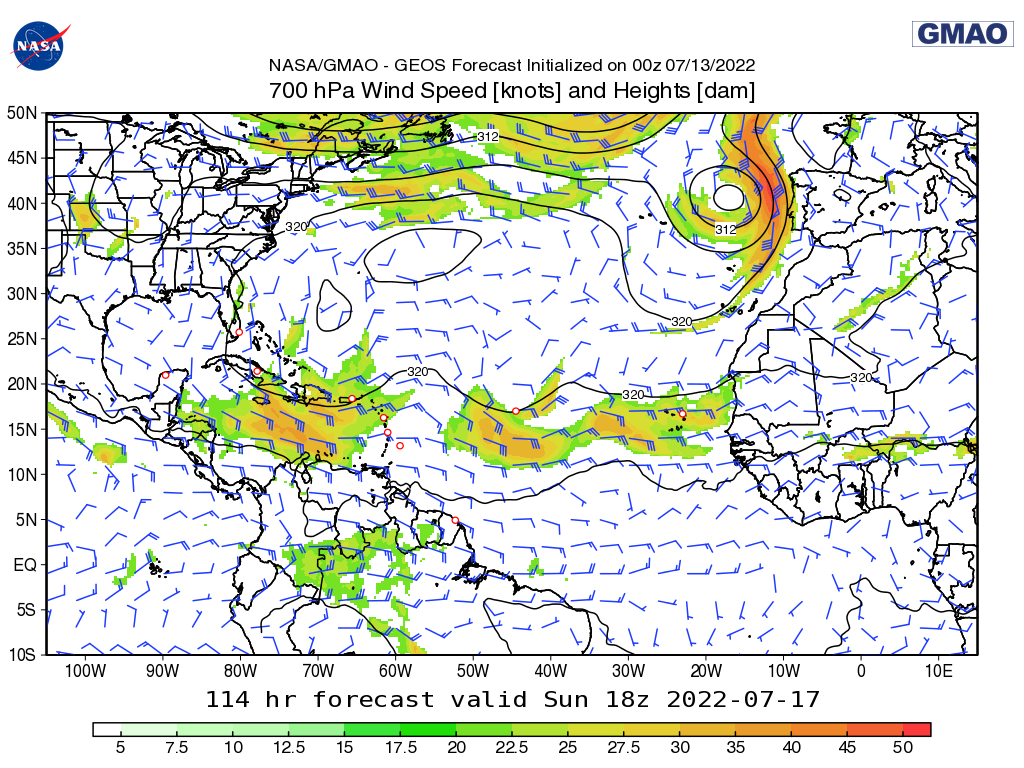 NASA
GMAO
NASA/GMAO - GEOS Forecast Initialized on 00z 07/13/2022
700 hPa Wind Speed [knots] and Heights [dam]
50N
312
45N
40N
320
312
35N
30N
320
25N
320
320
20N
320
15N
10N
5N
EQ
5S
10S
100W 90W 80W 70W 60W 50W 40W 30W 20W 10W 0 10E
114 hr forecast valid Sun 18z 2022-07-17
5 7.5 10 12.5 15 17.5 20 22.5 25 27.5 30 35 40 45 50